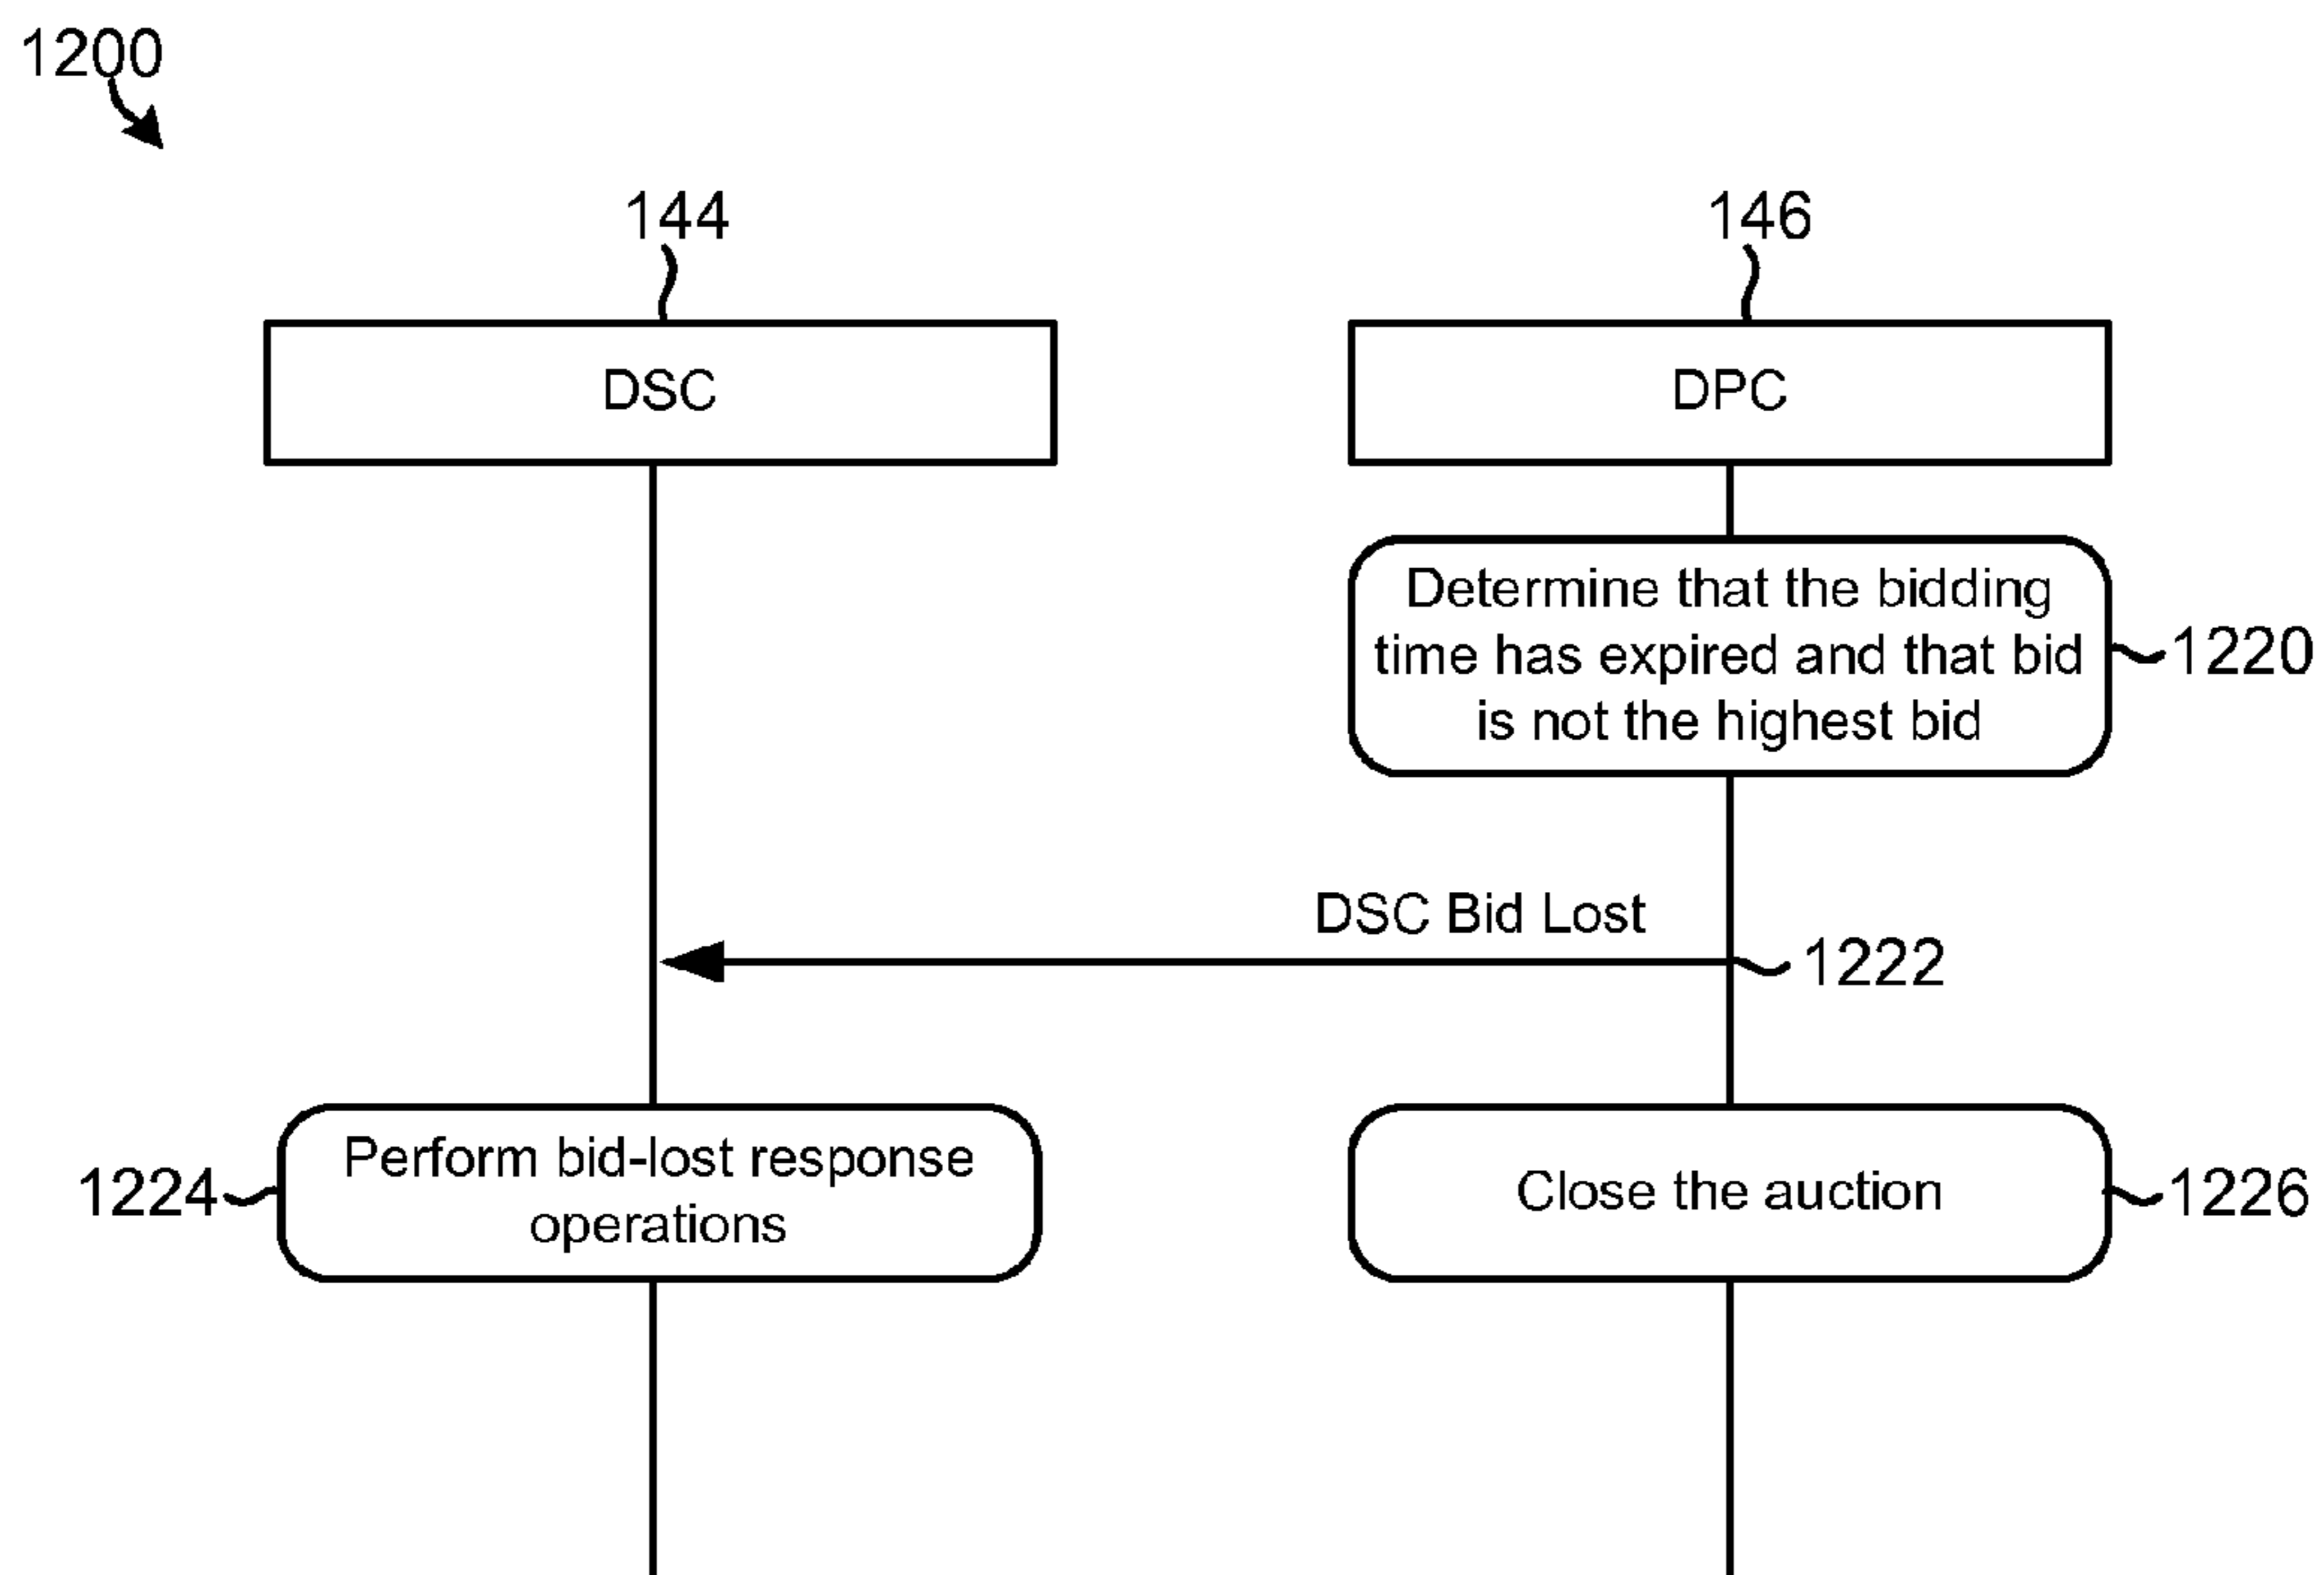 1200
144
146
DSC
DPC
Determine that the bidding
time has expired and that bid
is not the highest bid
1220
DSC Bid Lost
1222
1224
Perform bid-lost response
operations
Close the auction
1226